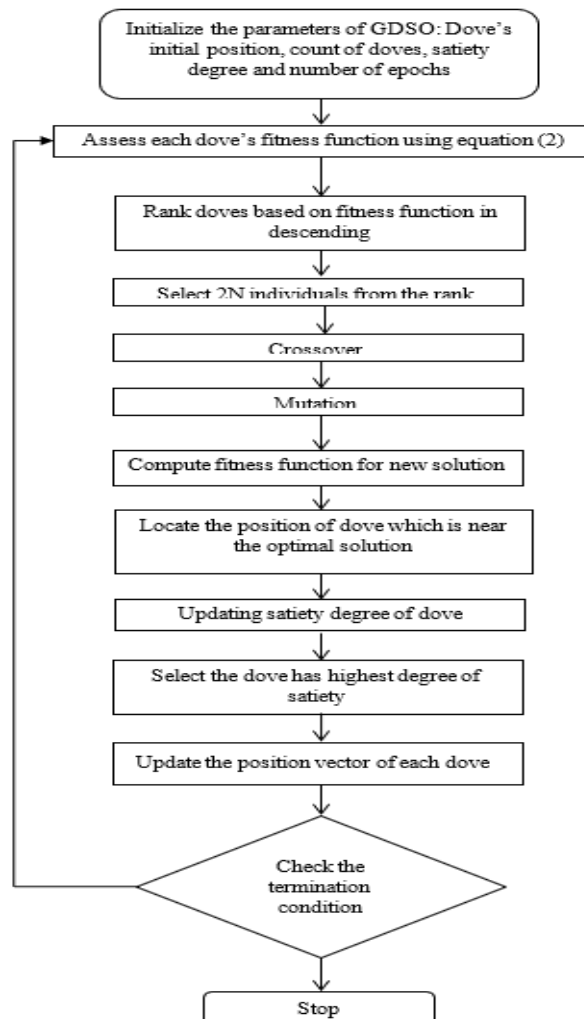 Initialize the parameters of GDSO: Dove's
initial position, count of doves, satiety
degree and number of epochs
Assess each dove's fitness function using equation (2)
Rank doves based on fitness function in
descending
Select 2N individuals from the rank
Crossover
Mutation
Compute fitness function for new solution
Locate the position of dove which is near
the optimal solution
Updating satiety degree of dove
Select the dove has highest degree of
satiety
Update the position vector of each dove
Check the
termination
condition
Stop